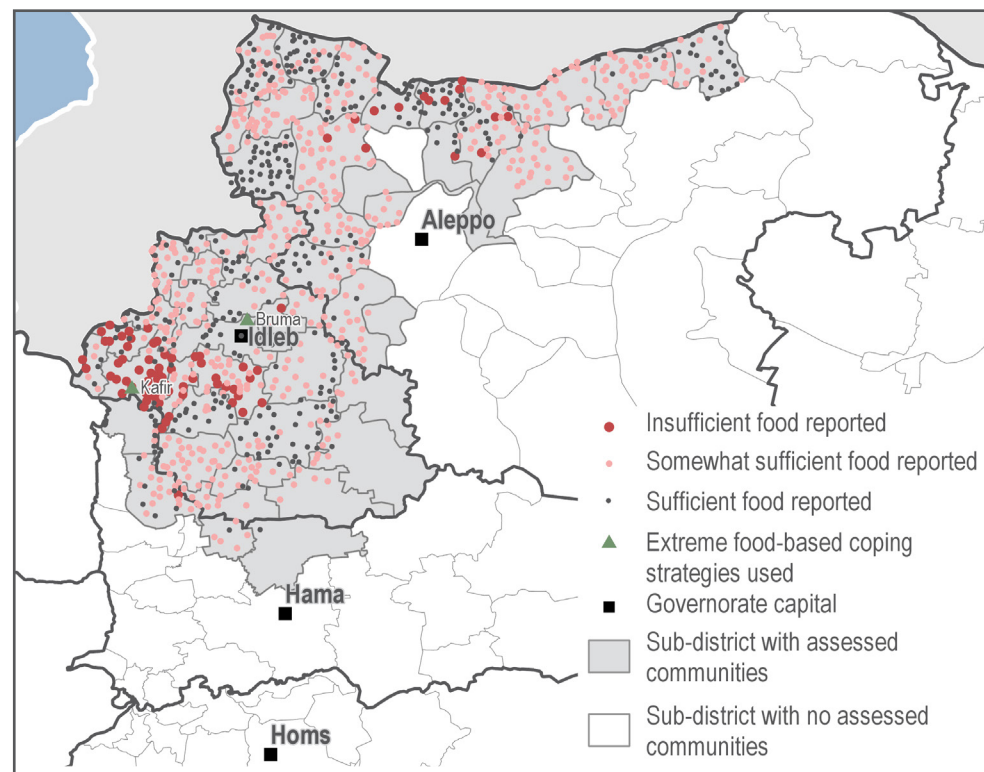 Aleppo
Bruma
Idleb
Kafir
Insufficient food reported
Somewhat sufficient food reported
Sufficient food reported
Extreme food-based coping
strategies used
Governorate capital
Hama
Sub-district with assessed
communities
Sub-district with no assessed
communities
Homs